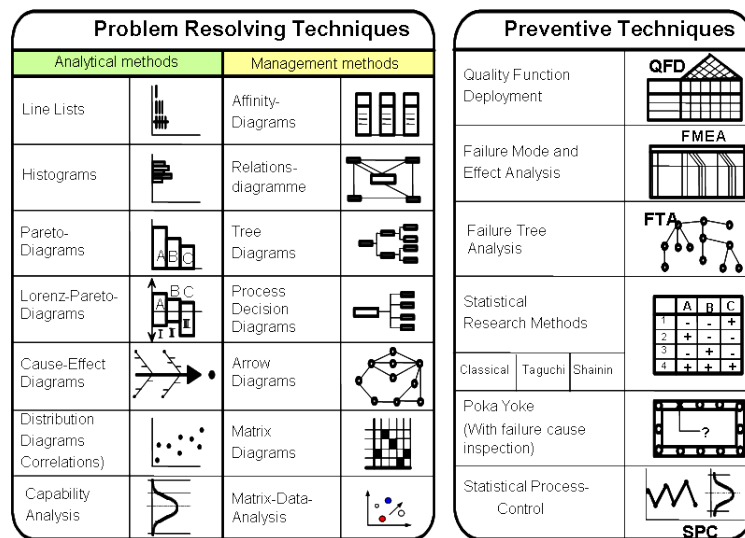 Problem Resolving Techniques
Analytical methods
Management methods
Line Lists
Affinity-
Diagrams
Histograms
Relations-
diagramme
Pareto-
Diagrams
A B C
Tree
Diagrams
Lorenz-Pareto-
Diagrams
B C
A
I II III
Process
Decision
Diagrams
Cause-Effect
Diagrams
Arrow
Diagrams
Distribution
Diagrams
Correlations)
Matrix
Diagrams
Capability
Analysis
Matrix-Data-
Analysis
Preventive Techniques
Quality Function
Deployment
QFD
Failure Mode and
Effect Analysis
FMEA
Failure Tree
Analysis
FTA
Statistical
Research Methods
Classical
Taguchi
Shainin
A B C
1 - - +
2 + - -
3 - + -
4 + + +
Poka Yoke
(With failure cause
inspection)
?
Statistical Process-
Control
SPC